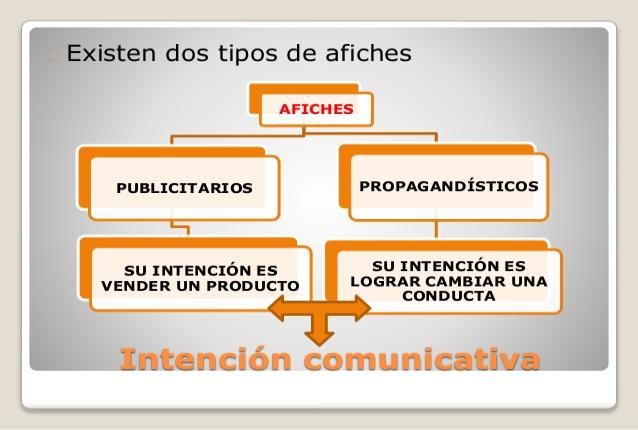 Existen dos tipos de afiches
AFICHES
PUBLICITARIOS
PROPAGANDÍSTICOS
SU INTENCIÓN ES
VENDER UN PRODUCTO
SU INTENCIÓN ES
LOGRAR CAMBIAR UNA
CONDUCTA
Intención comunicativa